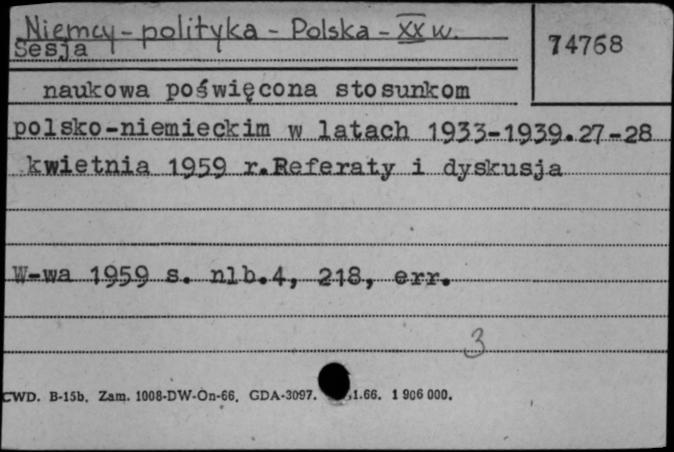 Niemcy - polityka - Polska - XX w.
74768
Sesja
naukowa poświęcona stosunkom
polsko-niemieckim w latach 1933-1939.27-28
kwietnia 1959 r.Referaty i dyskusja
W-wa 1959 s. nlb.4, 218, err.
3
CWD. B-15b. Zam. 1008-DW-On-66. GDA-3097. 1.66. 1 906 000.